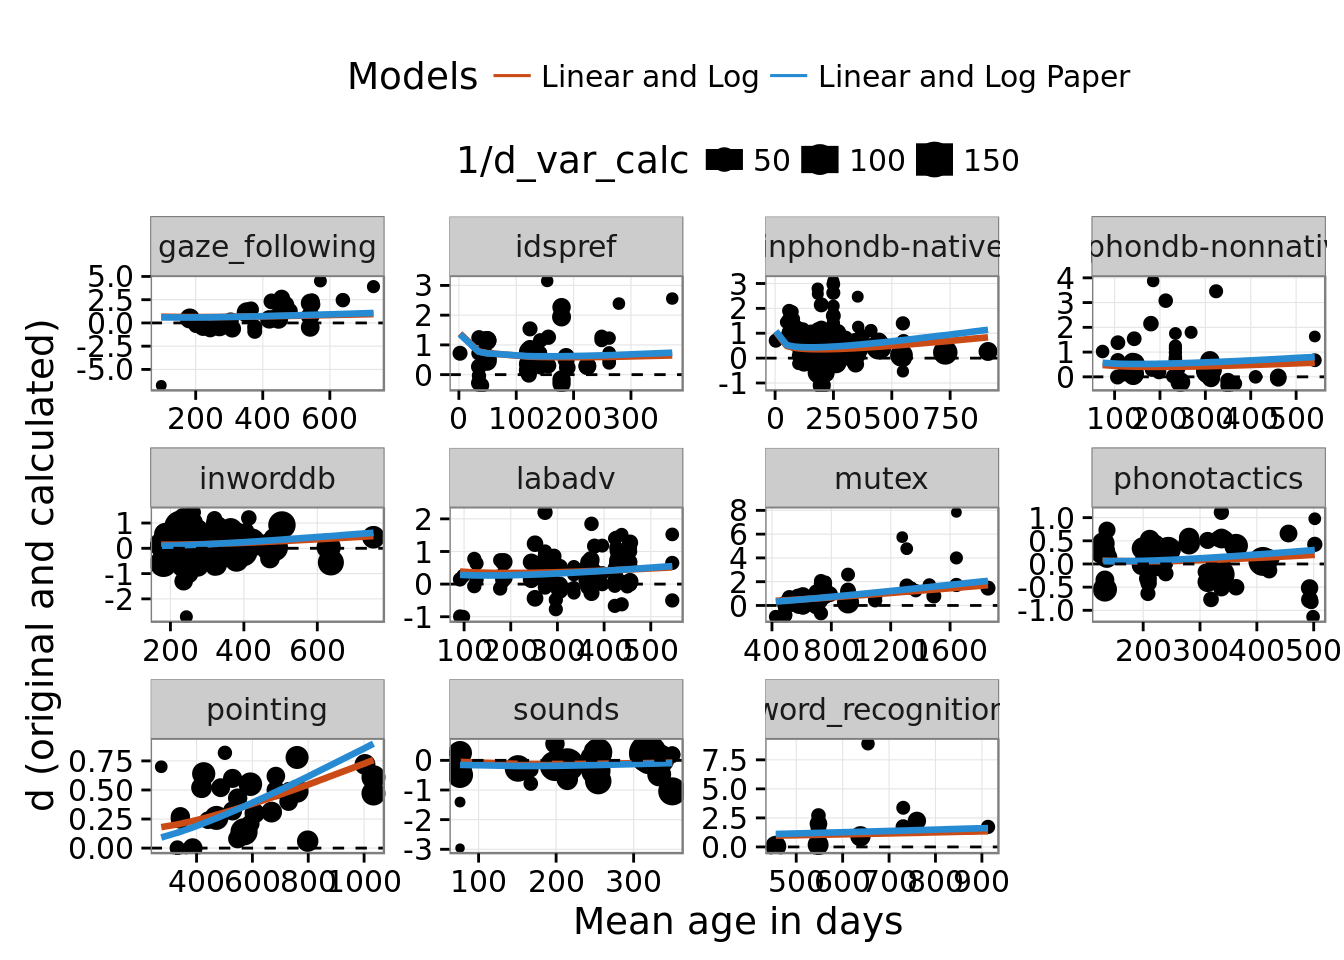 Models Linear and Log Linear and Log Paper
1/d_var_calc 50 100 150
gaze_following idspref inphondb-native phondb-nonnativ
5.0 2.5 0.0 -2.5 -5.0
3 2 1 0
3 2 1 0 -1
4 3 2 1 0
200 400 600
0 100 200 300
0 250 500 750
100 200 300 400 500
inworddb labadv mutex phonotactics
1 0 -1 -2
2 1 0 -1
8 6 4 2 0
1.0 0.5 0.0 -0.5 -1.0
200 400 600
100 200 300 400 500
400 800 1200 1600
200 300 400 500
pointing sounds word_recognition
0.75 0.50 0.25 0.00
0 -1 -2 -3
7.5 5.0 2.5 0.0
400 600 800 1000
100 200 300
500 600 700 800 900
Mean age in days
d (original and calculated)